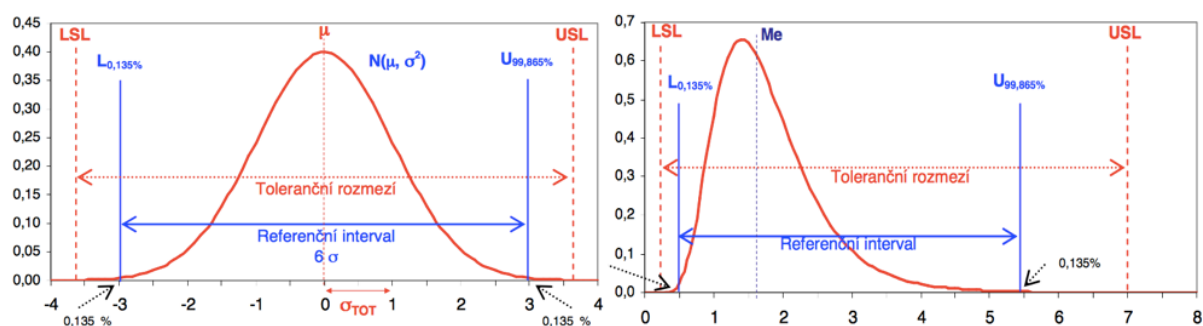 0,45
0,40
0,35
0,30
0,25
0,20
0,15
0,10
0,05
0,00
LSL
μ
USL
L0,135%
N(μ, σ²)
U99,865%
Toleranční rozmezí
Referenční interval
6 σ
-4 -3 -2 -1 0 1 2 3 4
σTOT
0.135 %
0.135 %
0,7
0,6
0,5
0,4
0,3
0,2
0,1
0,0
LSL
Me
USL
L0,135%
U99,865%
Toleranční rozmezí
Referenční interval
0,135%
0 1 2 3 4 5 6 7 8